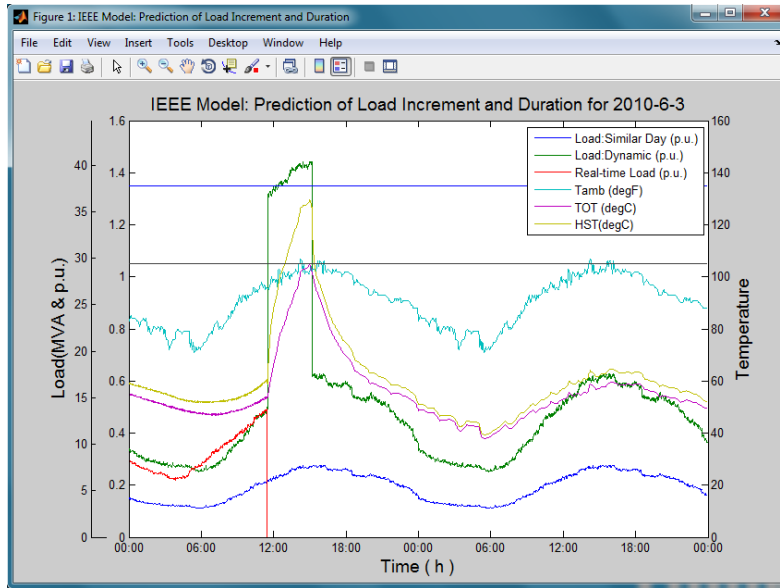 Figure 1: IEEE Model: Prediction of Load Increment and Duration
File Edit View Insert Tools Desktop Window Help
IEEE Model: Prediction of Load Increment and Duration for 2010-6-3
Load:Similar Day (p.u.)
Load:Dynamic (p.u.)
Real-time Load (p.u.)
Tamb (degF)
TOT (degC)
HST(degC)
Load(MVA & p.u.)
40
35
30
25
20
15
10
5
0
1.6
1.4
1.2
1
0.8
0.6
0.4
0.2
0
160
140
120
100
80
60
40
20
0
Temperature
00:00 06:00 12:00 18:00 00:00 06:00 12:00 18:00 00:00
Time ( h )